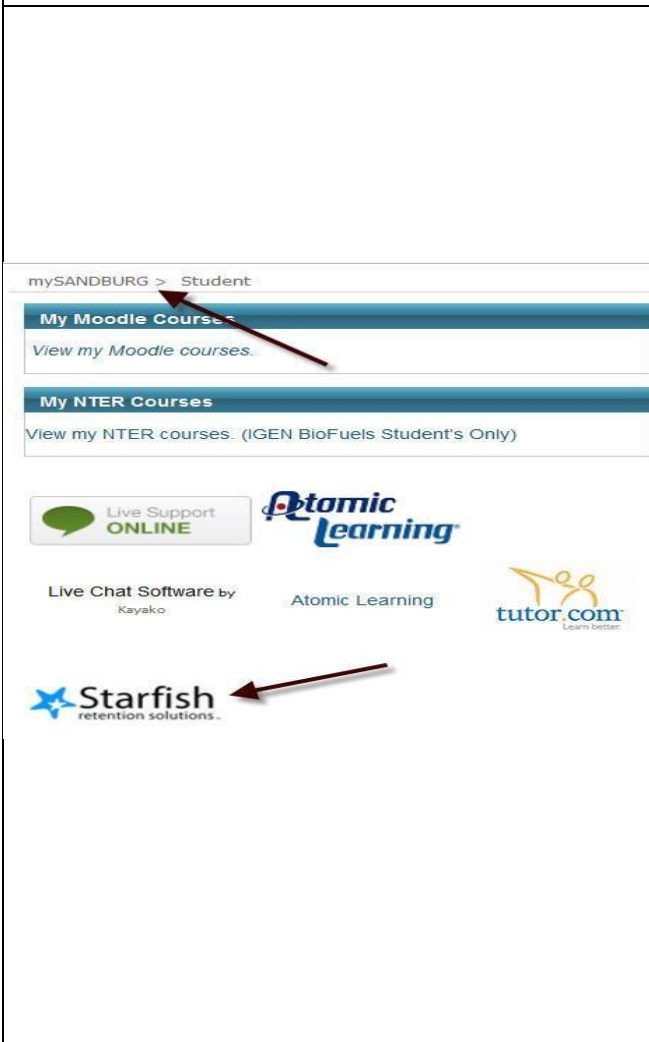 mySANDBURG > Student
My Moodle Courses
View my Moodle courses.
My NTER Courses
View my NTER courses. (IGEN BioFuels Student's Only)
Live Support
ONLINE
Atomic
Learning
Live Chat Software by
Kayako
Atomic Learning
tutor.com
Learn better.
Starfish
retention solutions